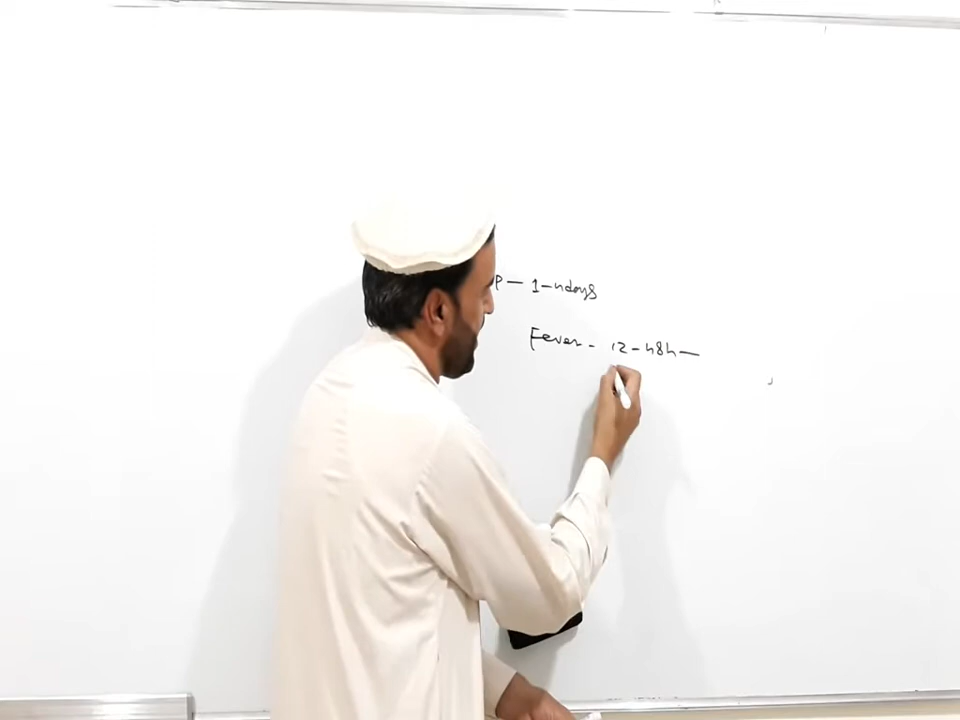 P — 1-4days
Fever - 12-48h —